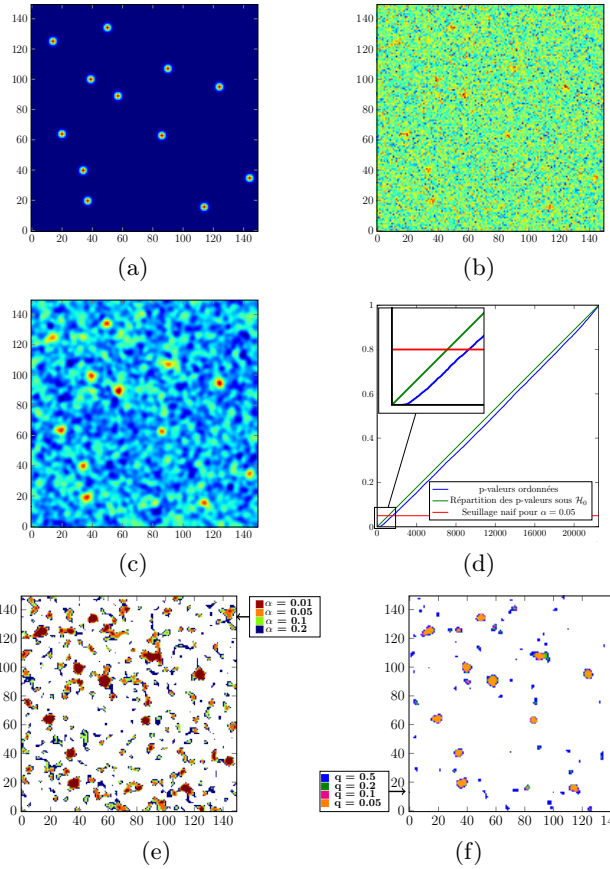 140
120
100
80
60
40
20
0
0 20 40 60 80 100 120 140
(a)
140
120
100
80
60
40
20
0
0 20 40 60 80 100 120 140
(b)
140
120
100
80
60
40
20
0
0 20 40 60 80 100 120 140
(c)
1
0.8
0.6
0.4
0.2
0
0 4000 8000 12000 16000 20000
p-valeurs ordonnées
Répartition des p-valeurs sous ℋ₀
Seuillage naif pour α = 0.05
(d)
140
120
100
80
60
40
20
0
0 20 40 60 80 100 120 140
α = 0.01
α = 0.05
α = 0.1
α = 0.2
(e)
140
120
100
80
60
40
20
0
0 20 40 60 80 100 120 140
q = 0.5
q = 0.2
q = 0.1
q = 0.05
(f)